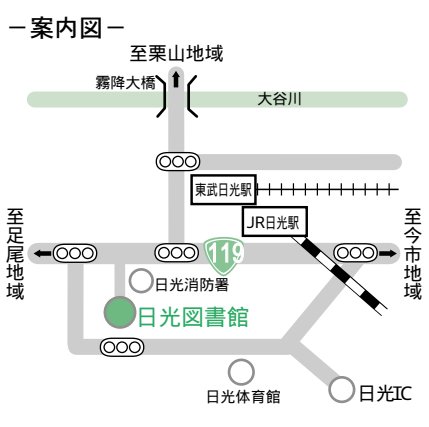 －案内図－
至栗山地域
霧降大橋
大谷川
東武日光駅
JR日光駅
至足尾地域
至今市地域
119
日光消防署
日光図書館
日光体育館
日光IC